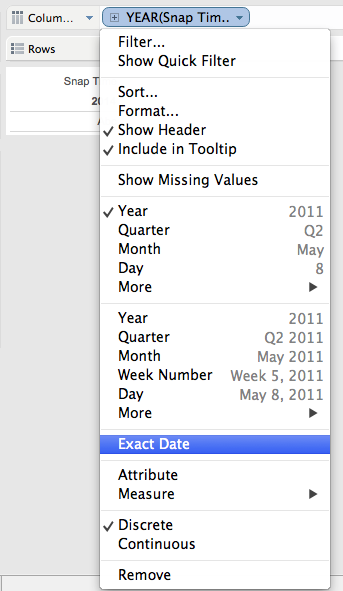 Colum... YEAR(Snap Tim..
Rows
Snap T
20
Filter...
Show Quick Filter
Sort...
Format...
Show Header
Include in Tooltip
Show Missing Values
Year 2011
Quarter Q2
Month May
Day 8
More
Year 2011
Quarter Q2 2011
Month May 2011
Week Number Week 5, 2011
Day May 8, 2011
More
Exact Date
Attribute
Measure
Discrete
Continuous
Remove